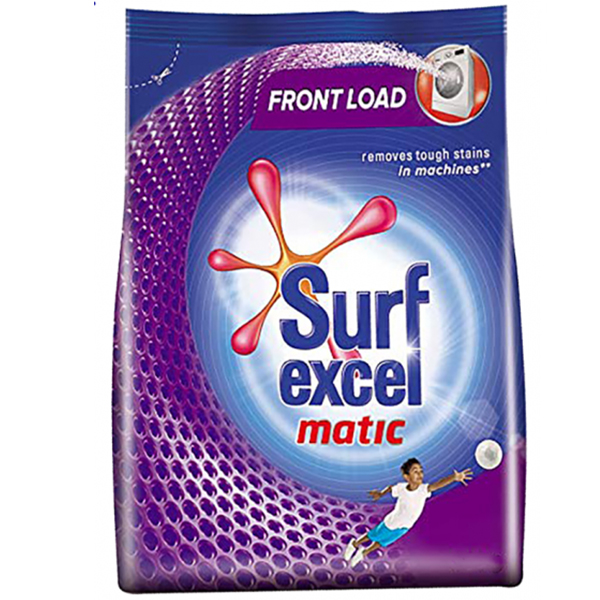 FRONT LOAD
removes tough stains
in machines**
Surf
excel
matic